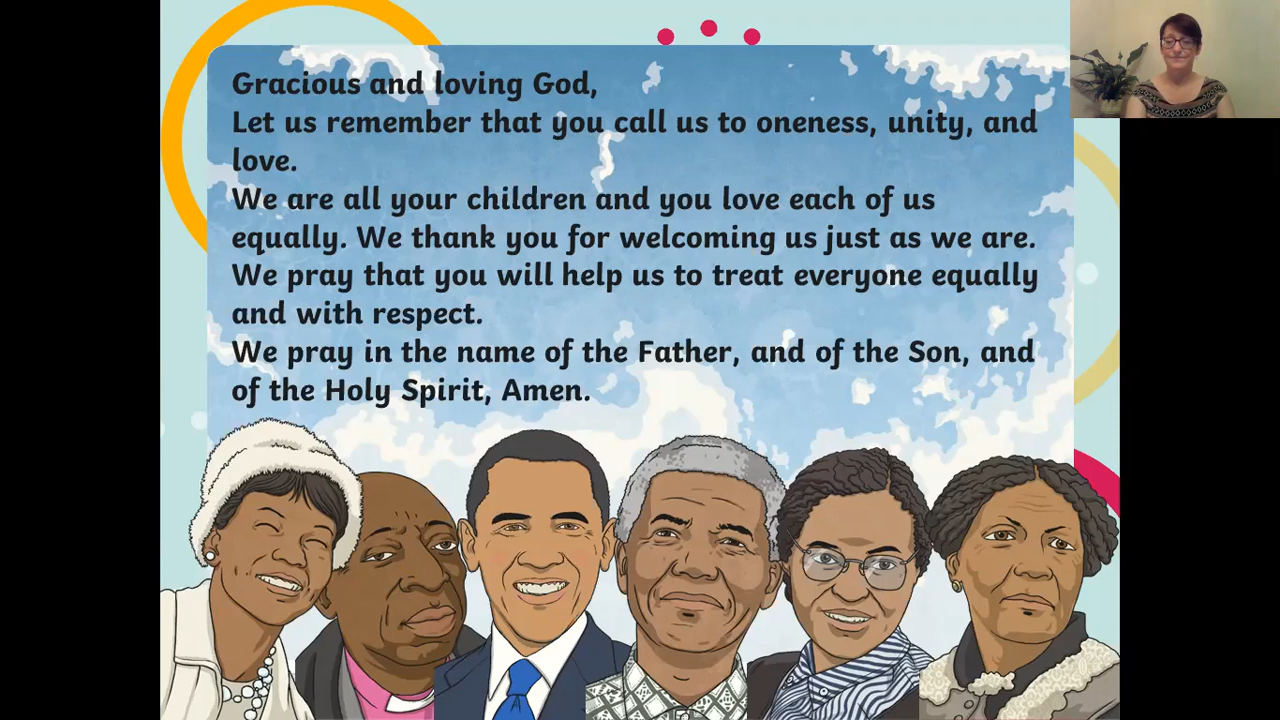 Gracious and loving God,
Let us remember that you call us to oneness, unity, and
love.
We are all your children and you love each of us
equally. We thank you for welcoming us just as we are.
We pray that you will help us to treat everyone equally
and with respect.
We pray in the name of the Father, and of the Son, and
of the Holy Spirit, Amen.